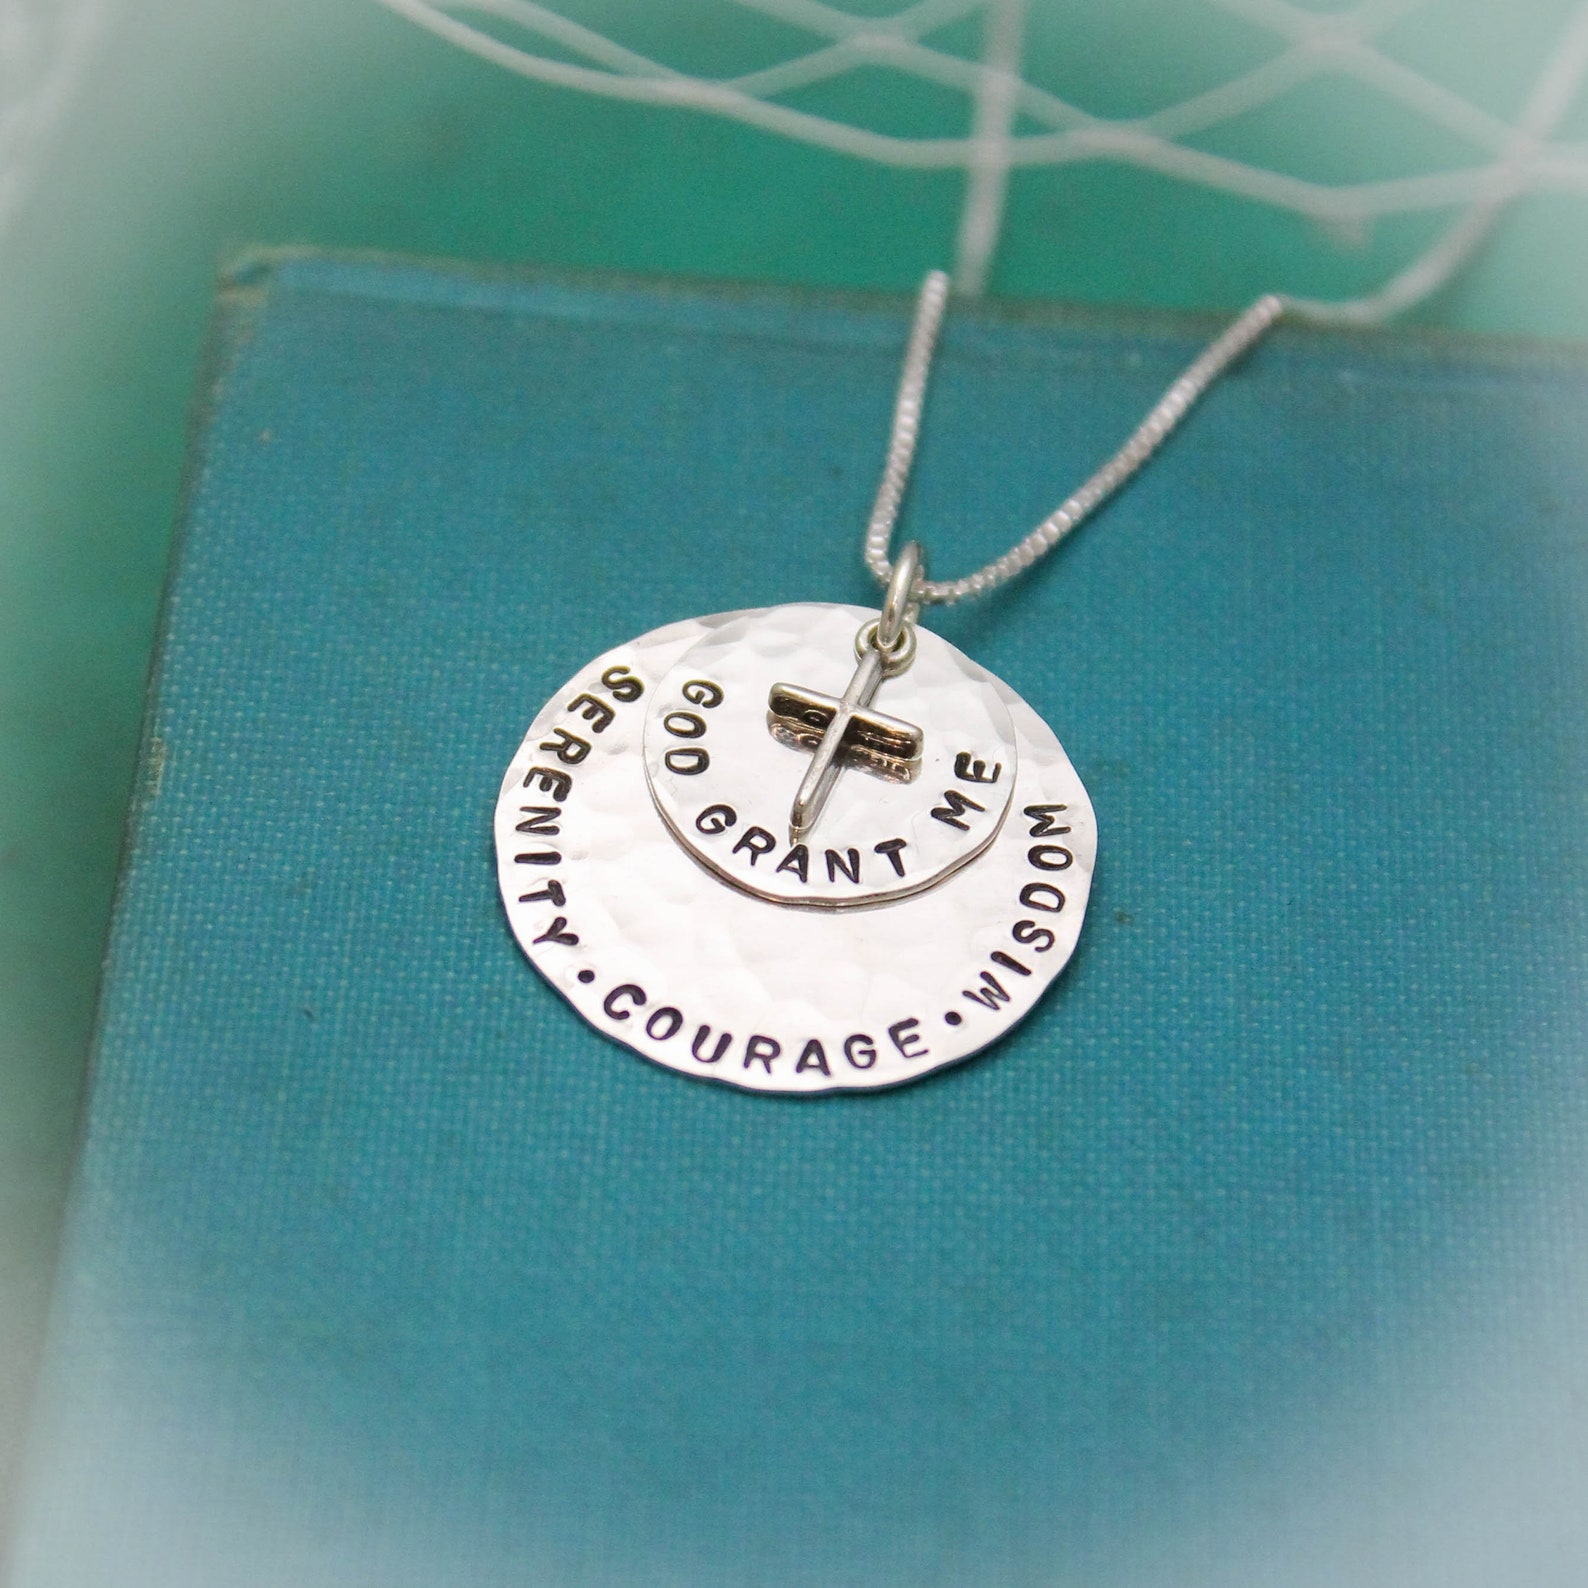 GOD GRANT ME
SERENITY • COURAGE • WISDOM